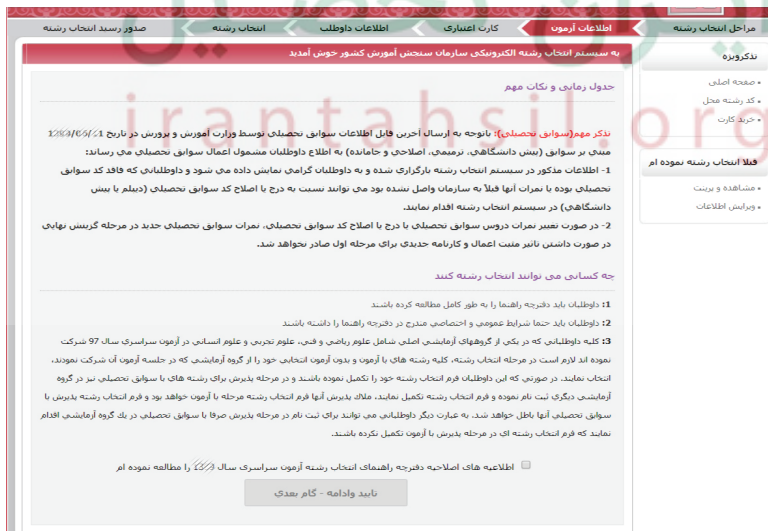 ایران تحصیل
irantahsil.org
مراحل انتخاب رشته
اطلاعات آزمون
کارت اعتباری
اطلاعات داوطلب
انتخاب رشته
صدور رسید انتخاب رشته
به سیستم انتخاب رشته الکترونیکی سازمان سنجش آموزش کشور خوش آمدید
تذکرویژه
• صفحه اصلی
• کد رشته محل
• خرید کارت
قبلا انتخاب رشته نموده ام
• مشاهده و پرینت
• ویرایش اطلاعات
جدول زمانی و نکات مهم
تذکر مهم(سوابق تحصیلی): باتوجه به ارسال آخرین فایل اطلاعات سوابق تحصیلی توسط وزارت آموزش و پرورش در تاریخ
مبنی بر سوابق (پیش دانشگاهی، ترمیمی، اصلاحی و جامانده) به اطلاع داوطلبان مشمول اعمال سوابق تحصیلی می رساند:
1- اطلاعات مذکور در سیستم انتخاب رشته بارگزاری شده و به داوطلبان گرامی نمایش داده می شود و داوطلبانی که فاقد کد سوابق
تحصیلی بوده یا نمرات آنها قبلاً به سازمان واصل نشده بود می توانند نسبت به درج یا اصلاح کد سوابق تحصیلی (دیپلم یا پیش
دانشگاهی) در سیستم انتخاب رشته اقدام نمایند.
2- در صورت تغییر نمرات دروس سوابق تحصیلی یا درج یا اصلاح کد سوابق تحصیلی، نمرات سوابق تحصیلی جدید در مرحله گزینش نهایی
در صورت داشتن تاثیر مثبت اعمال و کارنامه جدیدی برای مرحله اول صادر نخواهد شد.
چه کسانی می توانند انتخاب رشته کنند
1: داوطلبان باید دفترچه راهنما را به طور کامل مطالعه کرده باشند
2: داوطلبان باید حتما شرایط عمومی و اختصاصی مندرج در دفترچه راهنما را داشته باشند
3: کلیه داوطلبانی که در یکی از گروههای آزمایشی اصلی شامل علوم ریاضی و فنی، علوم تجربی و علوم انسانی در آزمون سراسری سال 97 شرکت
نموده اند لازم است در مرحله انتخاب رشته، کلیه رشته های با آزمون و بدون آزمون انتخابی خود را از گروه آزمایشی که در جلسه آزمون آن شرکت نمودند،
انتخاب نمایند. در صورتی که این داوطلبان فرم انتخاب رشته خود را تکمیل نموده باشند و در مرحله پذیرش برای رشته های با سوابق تحصیلی نیز در گروه
آزمایشی دیگری ثبت نام نموده و فرم انتخاب رشته تکمیل نمایند، ملاک پذیرش آنها فرم انتخاب رشته مرحله با آزمون خواهد بود و فرم انتخاب رشته پذیرش با
سوابق تحصیلی آنها باطل خواهد شد. به عبارت دیگر داوطلبانی می توانند برای ثبت نام در مرحله پذیرش صرفا با سوابق تحصیلی در یک گروه آزمایشی اقدام
نمایند که فرم انتخاب رشته ای در مرحله پذیرش با آزمون تکمیل نکرده باشند.
اطلاعیه های اصلاحیه دفترچه راهنمای انتخاب رشته آزمون سراسری سال را مطالعه نموده ام
تایید وادامه - گام بعدی